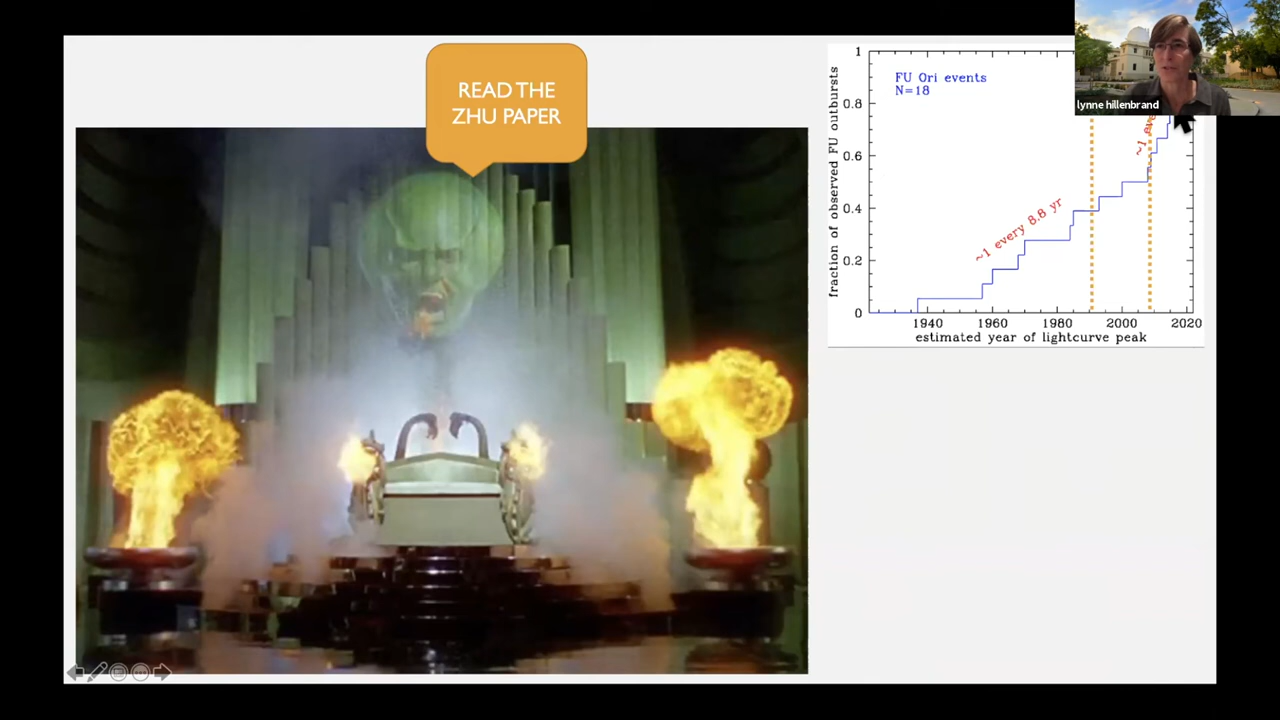 READ THE
ZHU PAPER
lynne hillenbrand
FU Ori events
N=18
fraction of observed FU outbursts
1
0.8
0.6
0.4
0.2
0
~1 every 8.8 yr
~1
1940 1960 1980 2000 2020
estimated year of lightcurve peak